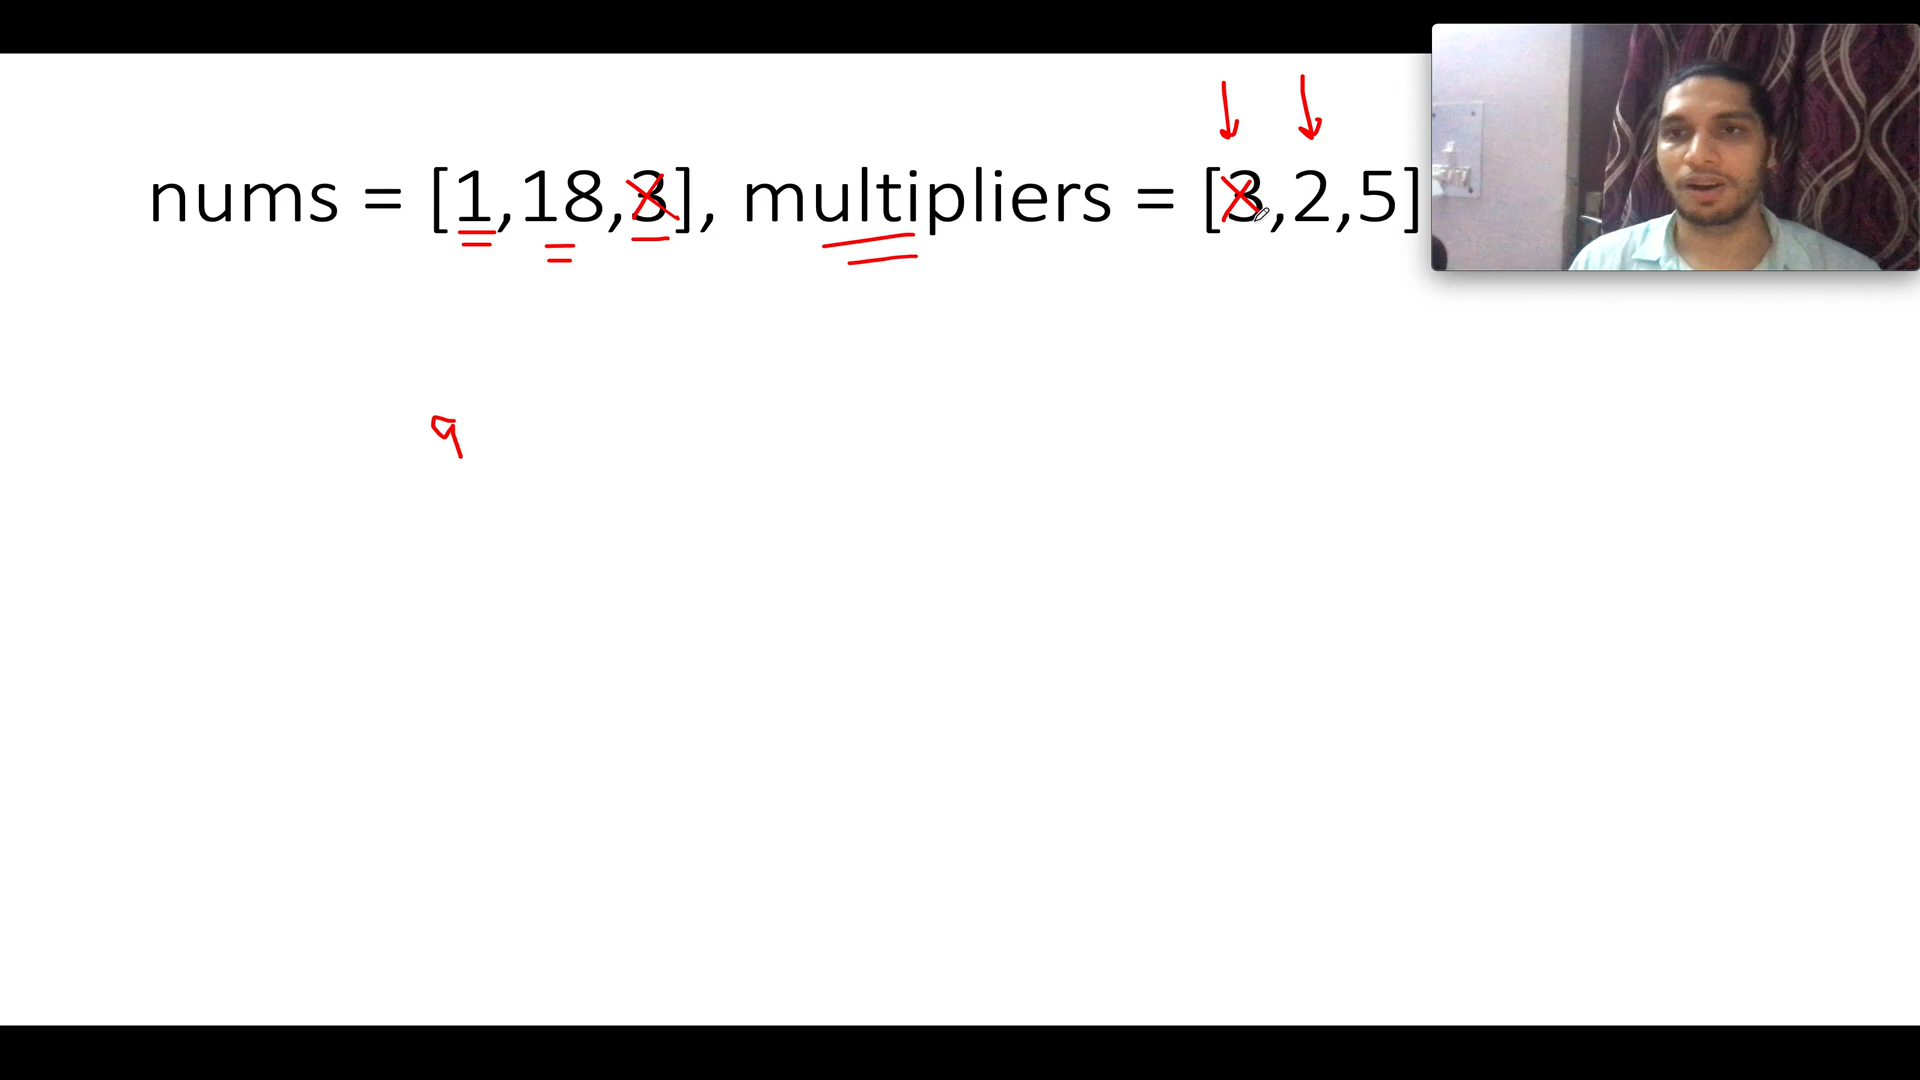 nums = [1,18,3], multipliers = [3,2,5]
9